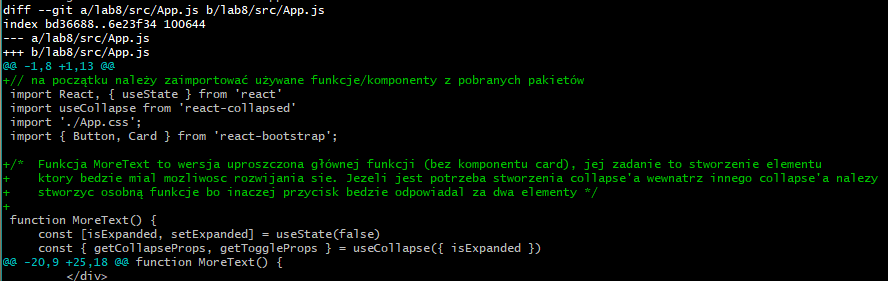 diff --git a/lab8/src/App.js b/lab8/src/App.js
index bd36688..6e23f34 100644
--- a/lab8/src/App.js
+++ b/lab8/src/App.js
@@ -1,8 +1,13 @@
+// na początku należy zaimportować używane funkcje/komponenty z pobranych pakietów
 import React, { useState } from 'react'
 import useCollapse from 'react-collapsed'
 import './App.css';
 import { Button, Card } from 'react-bootstrap';

+/*  Funkcja MoreText to wersja uproszczona głównej funkcji (bez komponentu card), jej zadanie to stworzenie elementu
+    ktory bedzie mial mozliwosc rozwijania sie. Jezeli jest potrzeba stworzenia collapse'a wewnatrz innego collapse'a nalezy
+    stworzyc osobną funkcje bo inaczej przycisk bedzie odpowiadal za dwa elementy */
+
 function MoreText() {
     const [isExpanded, setExpanded] = useState(false)
     const { getCollapseProps, getToggleProps } = useCollapse({ isExpanded })
@@ -20,9 +25,18 @@ function MoreText() {
         </div>